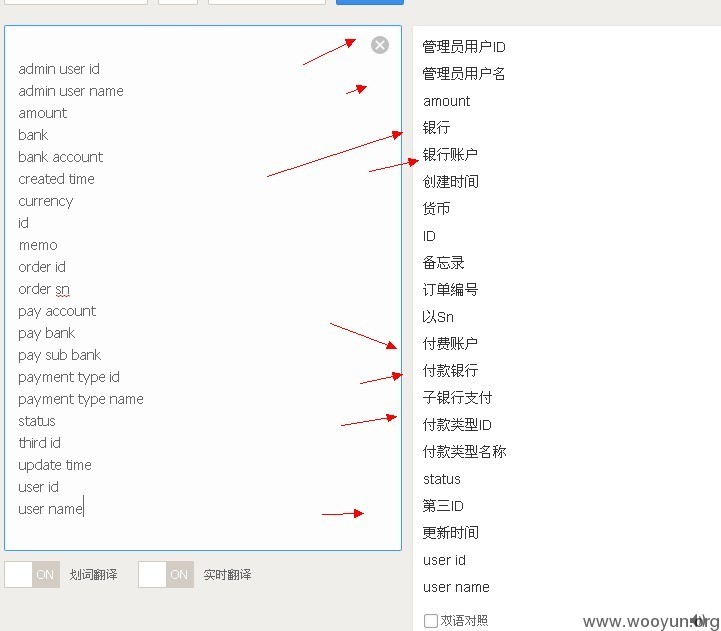 admin user id
admin user name
amount
bank
bank account
created time
currency
id
memo
order id
order sn
pay account
pay bank
pay sub bank
payment type id
payment type name
status
third id
update time
user id
user name
ON 划词翻译
ON 实时翻译
管理员用户ID
管理员用户名
amount
银行
银行账户
创建时间
货币
ID
备忘录
订单编号
以Sn
付费账户
付款银行
子银行支付
付款类型ID
付款类型名称
status
第三ID
更新时间
user id
user name
双语对照
www.wooyun.org